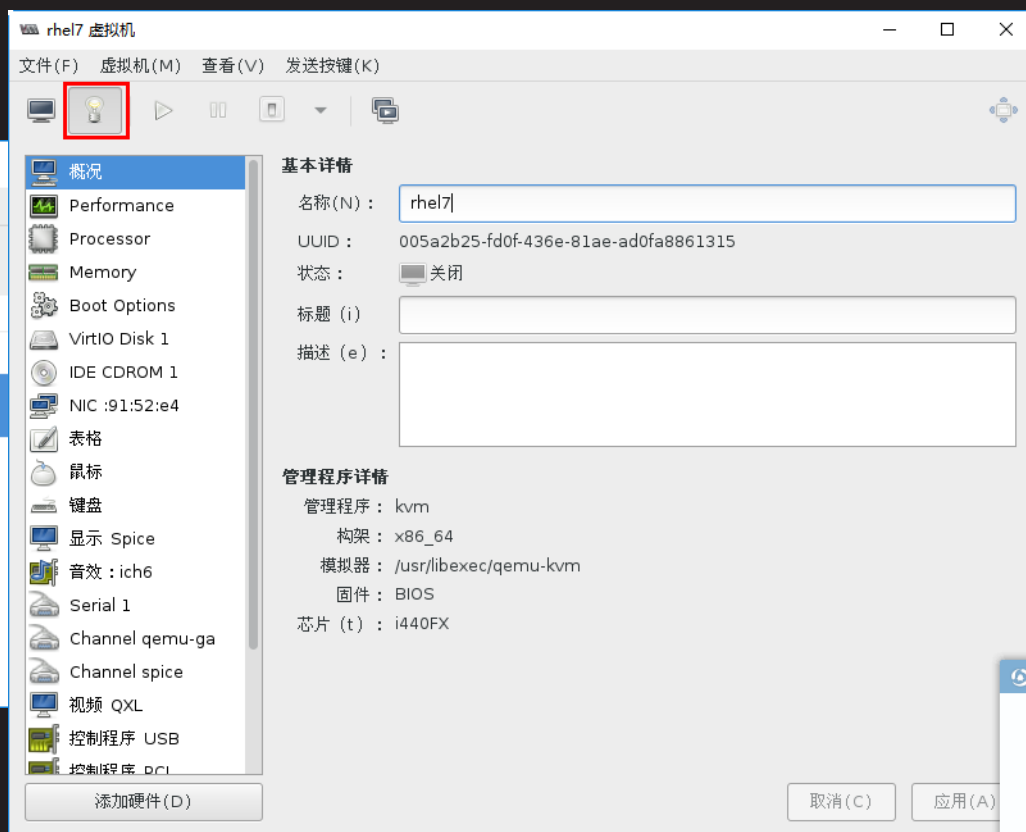 rhel7 虚拟机
文件(F) 虚拟机(M) 查看(V) 发送按键(K)
概况
Performance
Processor
Memory
Boot Options
VirtIO Disk 1
IDE CDROM 1
NIC :91:52:e4
表格
鼠标
键盘
显示 Spice
音效：ich6
Serial 1
Channel qemu-ga
Channel spice
视频 QXL
控制程序 USB
控制程序 PCI
添加硬件(D)
基本详情
名称(N)： rhel7
UUID： 005a2b25-fd0f-436e-81ae-ad0fa8861315
状态： 关闭
标题 (i)
描述 (e) ：
管理程序详情
管理程序： kvm
构架： x86_64
模拟器： /usr/libexec/qemu-kvm
固件： BIOS
芯片 (t) ： i440FX
取消(C) 应用(A)